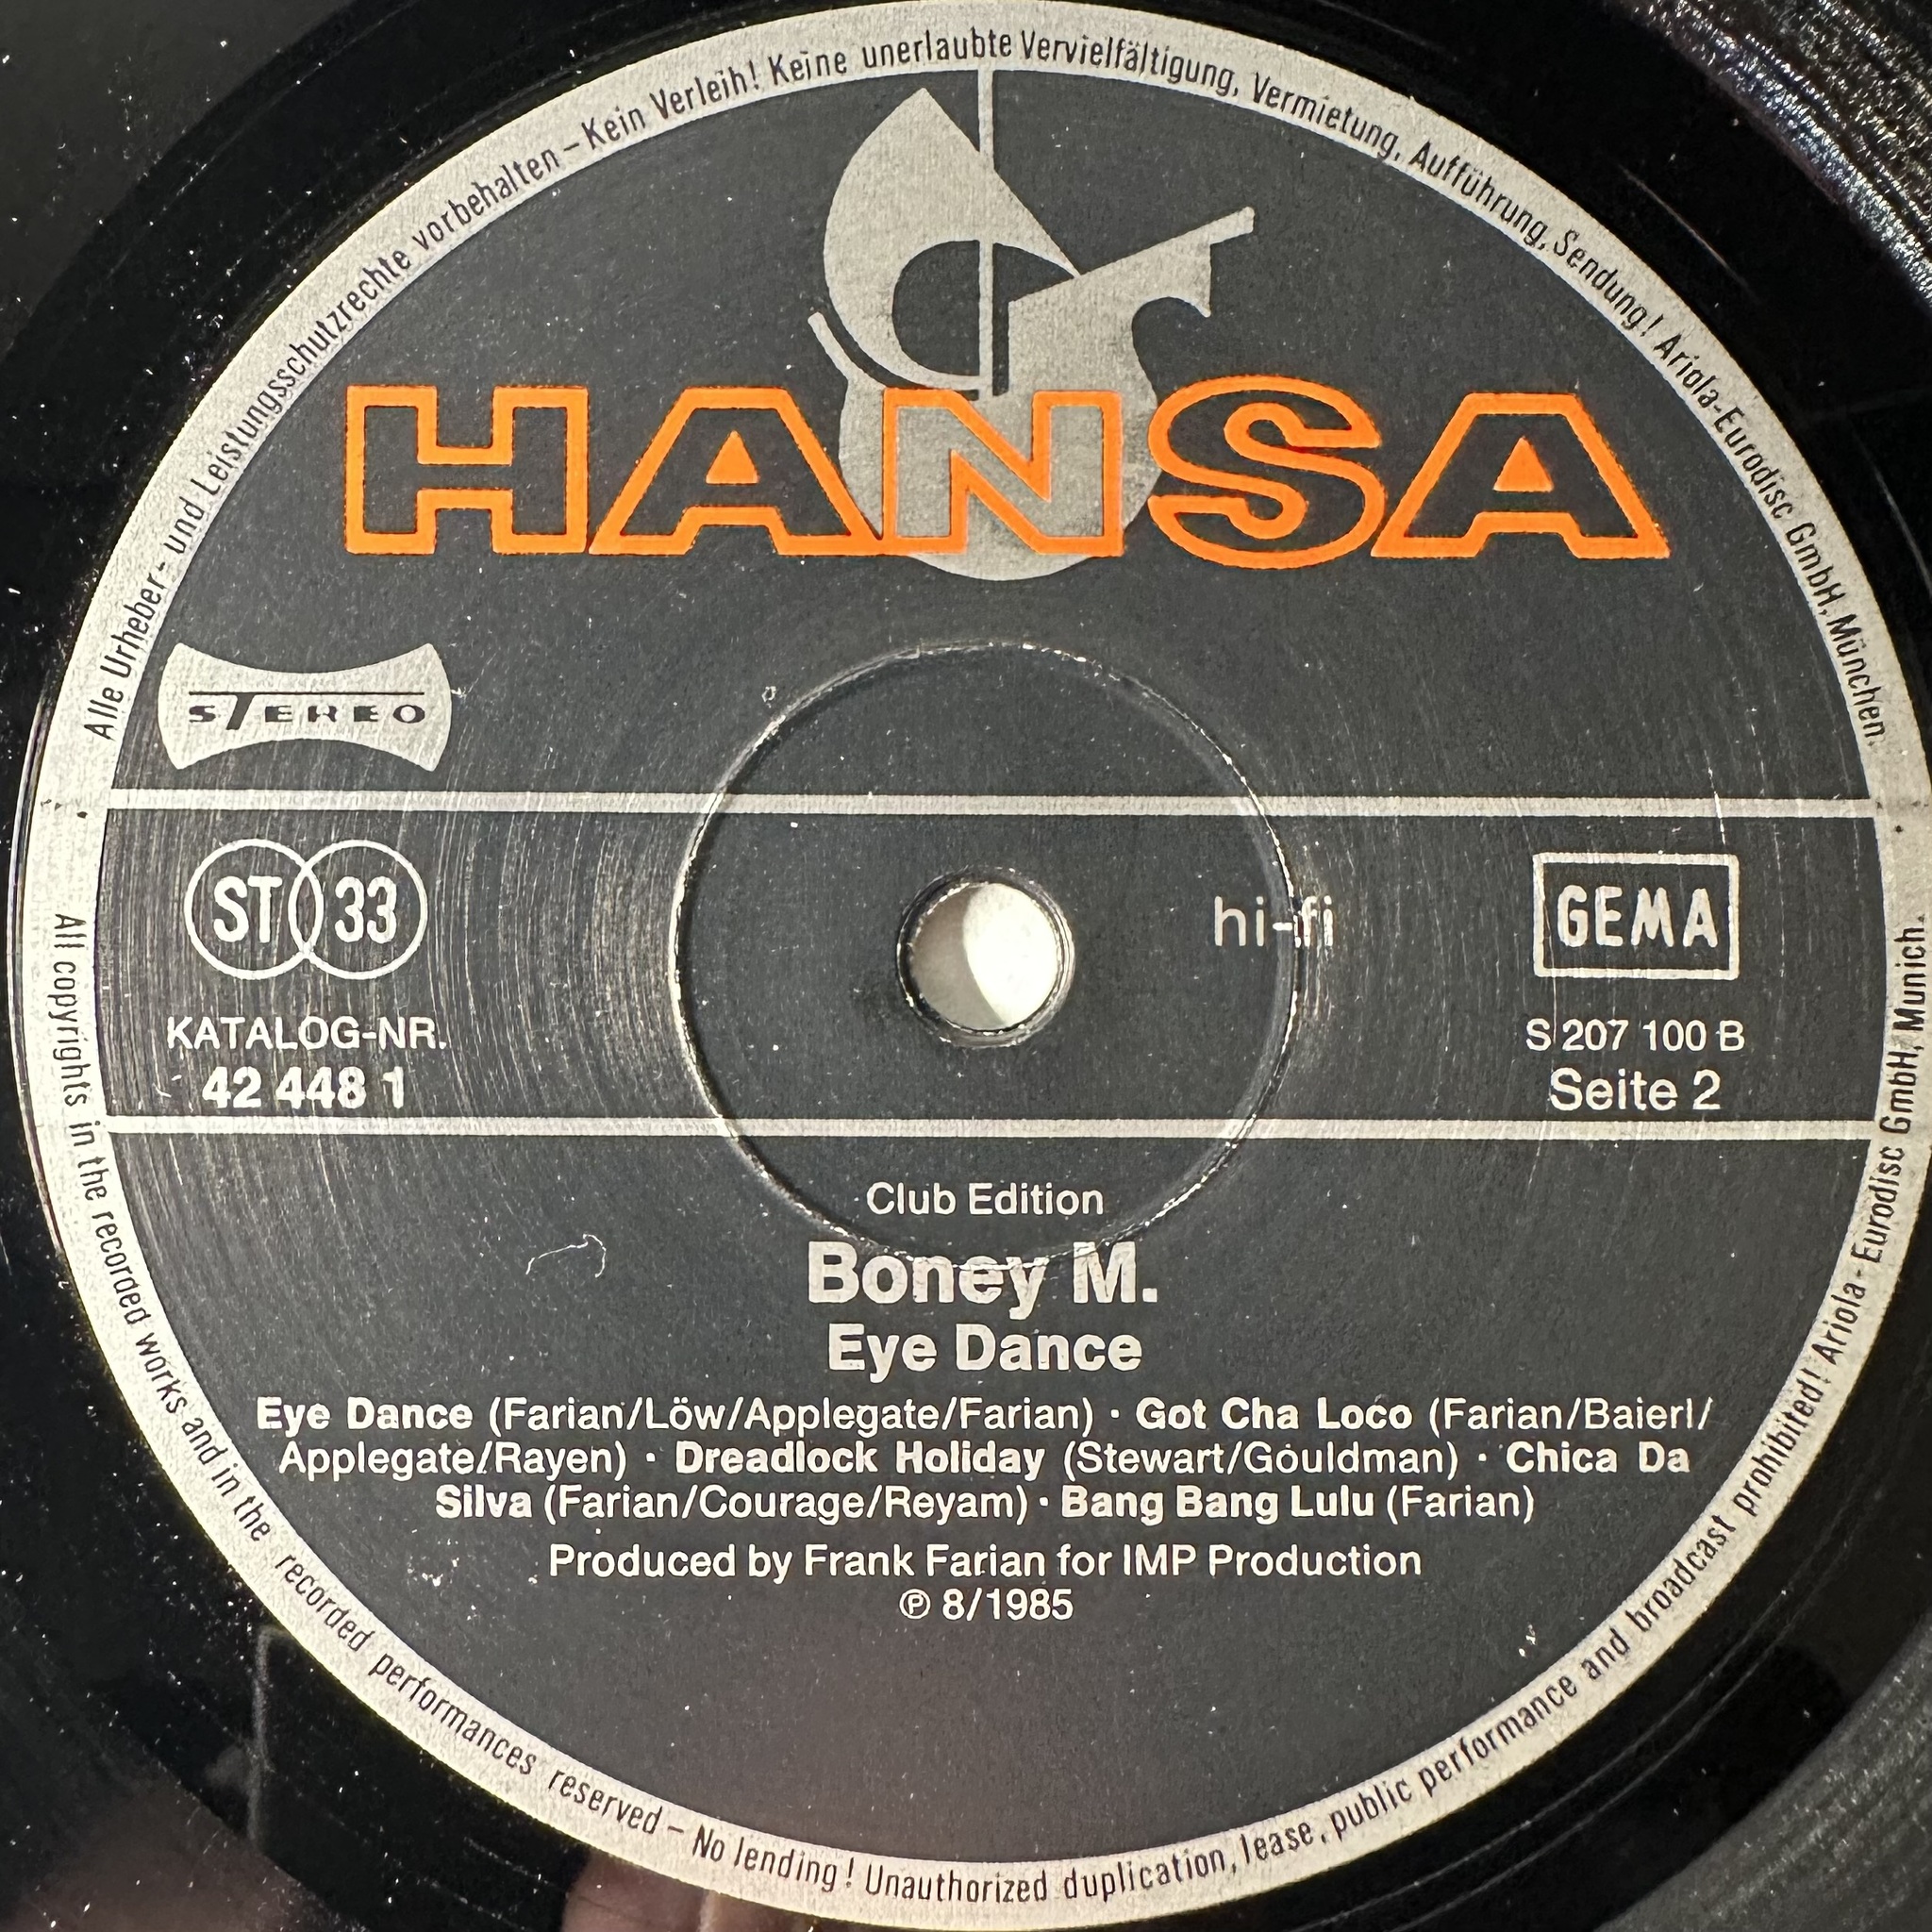 Alle Urheber- und Leistungsschutzrechte vorbehalten – Kein Verleih! Keine unerlaubte Vervielfältigung, Vermietung, Aufführung, Sendung! Ariola-Eurodisc GmbH, München.
HANSA
STEREO
ST 33
hi-fi
GEMA
KATALOG-NR.
42 448 1
S 207 100 B
Seite 2
Club Edition
Boney M.
Eye Dance
Eye Dance (Farian/Löw/Applegate/Farian) · Got Cha Loco (Farian/Baierl/
Applegate/Rayen) · Dreadlock Holiday (Stewart/Gouldman) · Chica Da
Silva (Farian/Courage/Reyam) · Bang Bang Lulu (Farian)
Produced by Frank Farian for IMP Production
℗ 8/1985
All copyrights in the recorded works and in the recorded performances reserved – No lending! Unauthorized duplication, lease, public performance and broadcast prohibited! Ariola-Eurodisc GmbH, Munich.